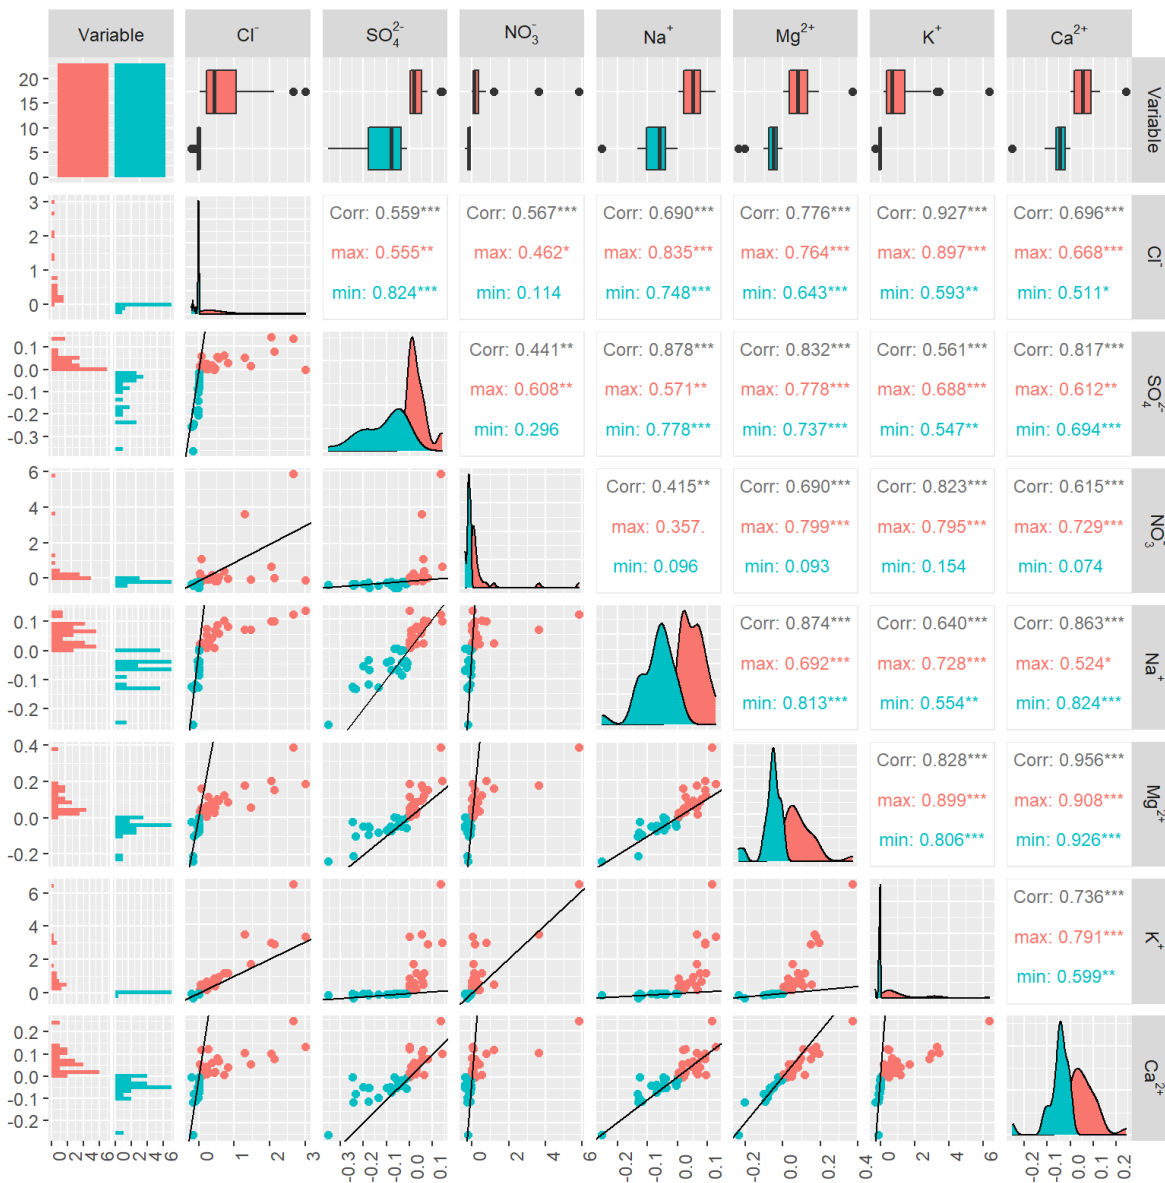 Variable Cl⁻ SO₄²⁻ NO₃⁻ Na⁺ Mg²⁺ K⁺ Ca²⁺
20
15
10
5
0
Variable
3
2
1
0
Corr: 0.559*** Corr: 0.567*** Corr: 0.690*** Corr: 0.776*** Corr: 0.927*** Corr: 0.696***
max: 0.555** max: 0.462* max: 0.835*** max: 0.764*** max: 0.897*** max: 0.668***
min: 0.824*** min: 0.114 min: 0.748*** min: 0.643*** min: 0.593** min: 0.511*
Cl⁻
0.1
0.0
-0.1
-0.2
-0.3
Corr: 0.441** Corr: 0.878*** Corr: 0.832*** Corr: 0.561*** Corr: 0.817***
max: 0.608** max: 0.571** max: 0.778*** max: 0.688*** max: 0.612**
min: 0.296 min: 0.778*** min: 0.737*** min: 0.547** min: 0.694***
SO₄²⁻
6
4
2
0
Corr: 0.415** Corr: 0.690*** Corr: 0.823*** Corr: 0.615***
max: 0.357. max: 0.799*** max: 0.795*** max: 0.729***
min: 0.096 min: 0.093 min: 0.154 min: 0.074
NO₃⁻
0.1
0.0
-0.1
-0.2
Corr: 0.874*** Corr: 0.640*** Corr: 0.863***
max: 0.692*** max: 0.728*** max: 0.524*
min: 0.813*** min: 0.554** min: 0.824***
Na⁺
0.4
0.2
0.0
-0.2
Corr: 0.828*** Corr: 0.956***
max: 0.899*** max: 0.908***
min: 0.806*** min: 0.926***
Mg²⁺
6
4
2
0
Corr: 0.736***
max: 0.791***
min: 0.599**
K⁺
0.2
0.1
0.0
-0.1
-0.2
Ca²⁺
0 2 4 6 0 2 4 6 0 1 2 3 -0.3 -0.2 -0.1 0.0 0.1 0 2 4 6 -0.2 -0.1 0.0 0.1 -0.2 0.0 0.2 0.4 0 2 4 6 -0.2 -0.1 0.0 0.1 0.2